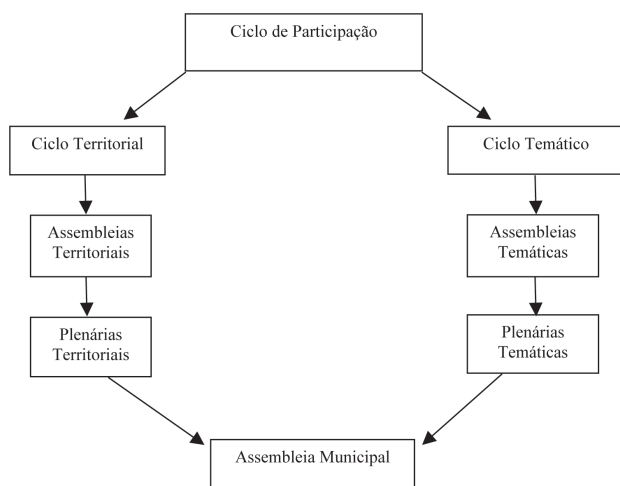 Ciclo de Participação
Ciclo Territorial
Ciclo Temático
Assembleias
Territoriais
Assembleias
Temáticas
Plenárias
Territoriais
Plenárias
Temáticas
Assembleia Municipal